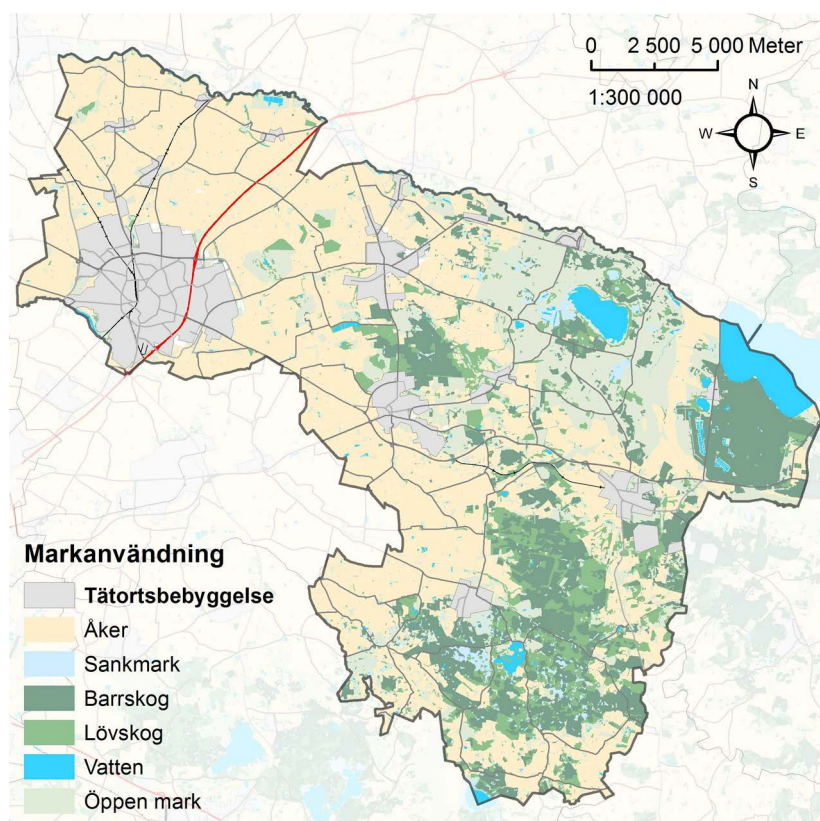 0 2 500 5 000 Meter
1:300 000
N
W E
S
Markanvändning
Tätortsbebyggelse
Åker
Sankmark
Barrskog
Lövskog
Vatten
Öppen mark